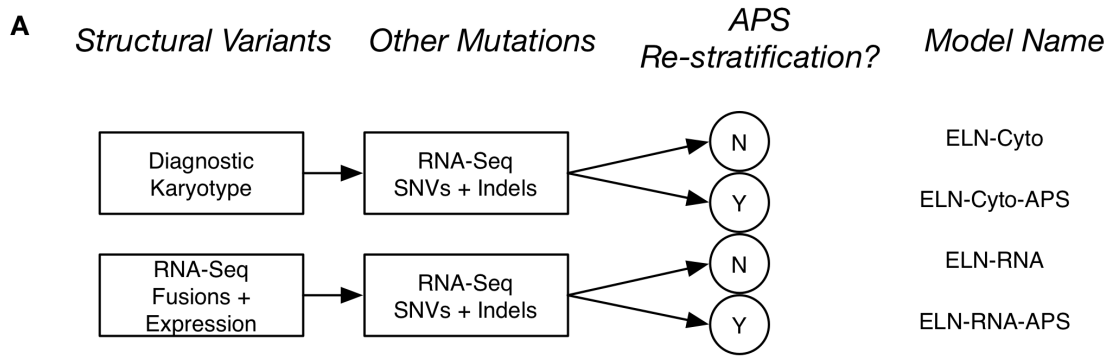 A
Structural Variants
Other Mutations
APS
Re-stratification?
Model Name
Diagnostic
Karyotype
RNA-Seq
SNVs + Indels
N
ELN-Cyto
Y
ELN-Cyto-APS
RNA-Seq
Fusions +
Expression
RNA-Seq
SNVs + Indels
N
ELN-RNA
Y
ELN-RNA-APS